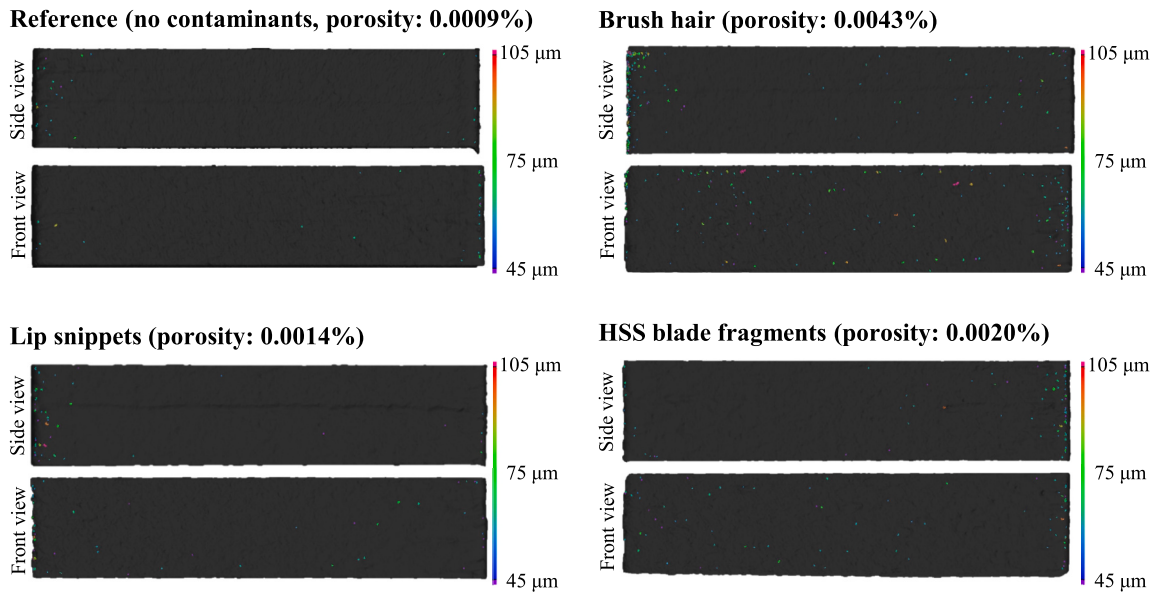 Reference (no contaminants, porosity: 0.0009%)
Side view
Front view
105 μm
75 μm
45 μm
Brush hair (porosity: 0.0043%)
Side view
Front view
105 μm
75 μm
45 μm
Lip snippets (porosity: 0.0014%)
Side view
Front view
105 μm
75 μm
45 μm
HSS blade fragments (porosity: 0.0020%)
Side view
Front view
105 μm
75 μm
45 μm